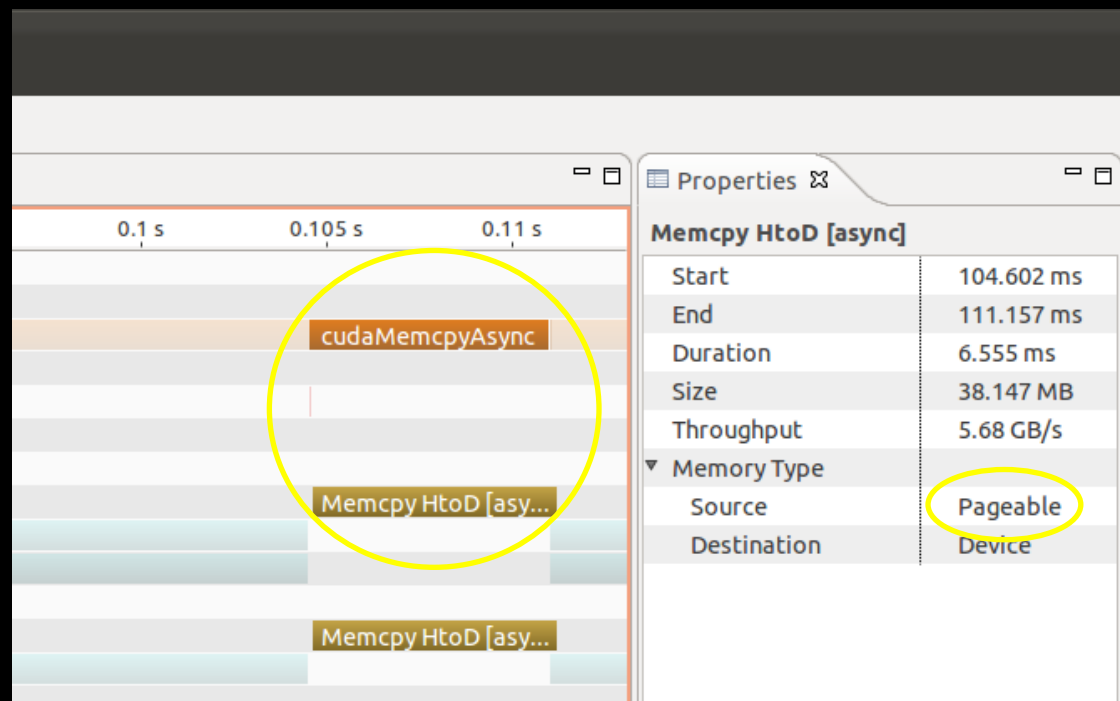 Properties
0.1 s 0.105 s 0.11 s
cudaMemcpyAsync
Memcpy HtoD [asy...
Memcpy HtoD [asy...
Memcpy HtoD [async]
Start 104.602 ms
End 111.157 ms
Duration 6.555 ms
Size 38.147 MB
Throughput 5.68 GB/s
Memory Type
Source Pageable
Destination Device